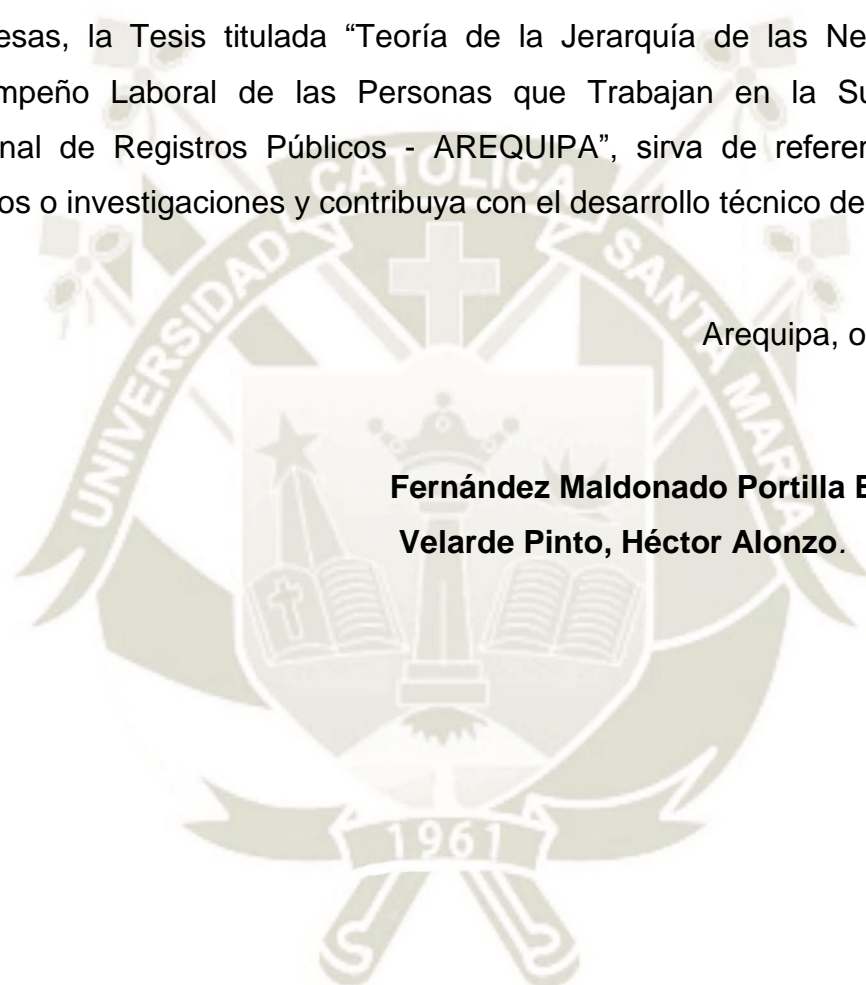 esas, la Tesis titulada “Teoría de la Jerarquía de las Ne
mpeño Laboral de las Personas que Trabajan en la Su
nal de Registros Públicos - AREQUIPA”, sirva de referen
os o investigaciones y contribuya con el desarrollo técnico de
Arequipa, o
Fernández Maldonado Portilla E
Velarde Pinto, Héctor Alonzo.
UNIVERSIDAD CATOLICA SANTA MARIA
1961